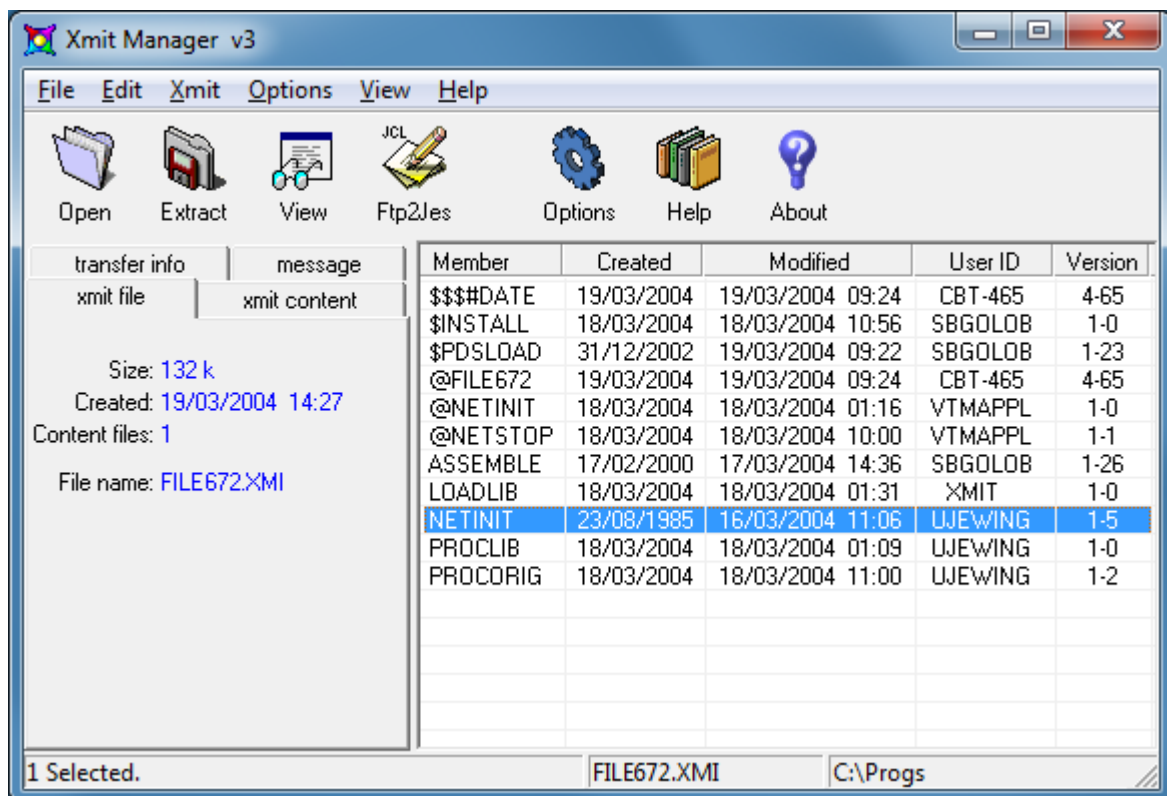 Xmit Manager v3
File Edit Xmit Options View Help
JCL
Open Extract View Ftp2Jes Options Help About
transfer info message
xmit file xmit content
Size: 132 k
Created: 19/03/2004 14:27
Content files: 1
File name: FILE672.XMI
Member Created Modified User ID Version
$$$#DATE 19/03/2004 19/03/2004 09:24 CBT-465 4-65
$INSTALL 18/03/2004 18/03/2004 10:56 SBGOLOB 1-0
$PDSLOAD 31/12/2002 19/03/2004 09:22 SBGOLOB 1-23
@FILE672 19/03/2004 19/03/2004 09:24 CBT-465 4-65
@NETINIT 18/03/2004 18/03/2004 01:16 VTMAPPL 1-0
@NETSTOP 18/03/2004 18/03/2004 10:00 VTMAPPL 1-1
ASSEMBLE 17/02/2000 17/03/2004 14:36 SBGOLOB 1-26
LOADLIB 18/03/2004 18/03/2004 01:31 XMIT 1-0
NETINIT 23/08/1985 16/03/2004 11:06 UJEWING 1-5
PROCLIB 18/03/2004 18/03/2004 01:09 UJEWING 1-0
PROCORIG 18/03/2004 18/03/2004 11:00 UJEWING 1-2
1 Selected. FILE672.XMI C:\Progs